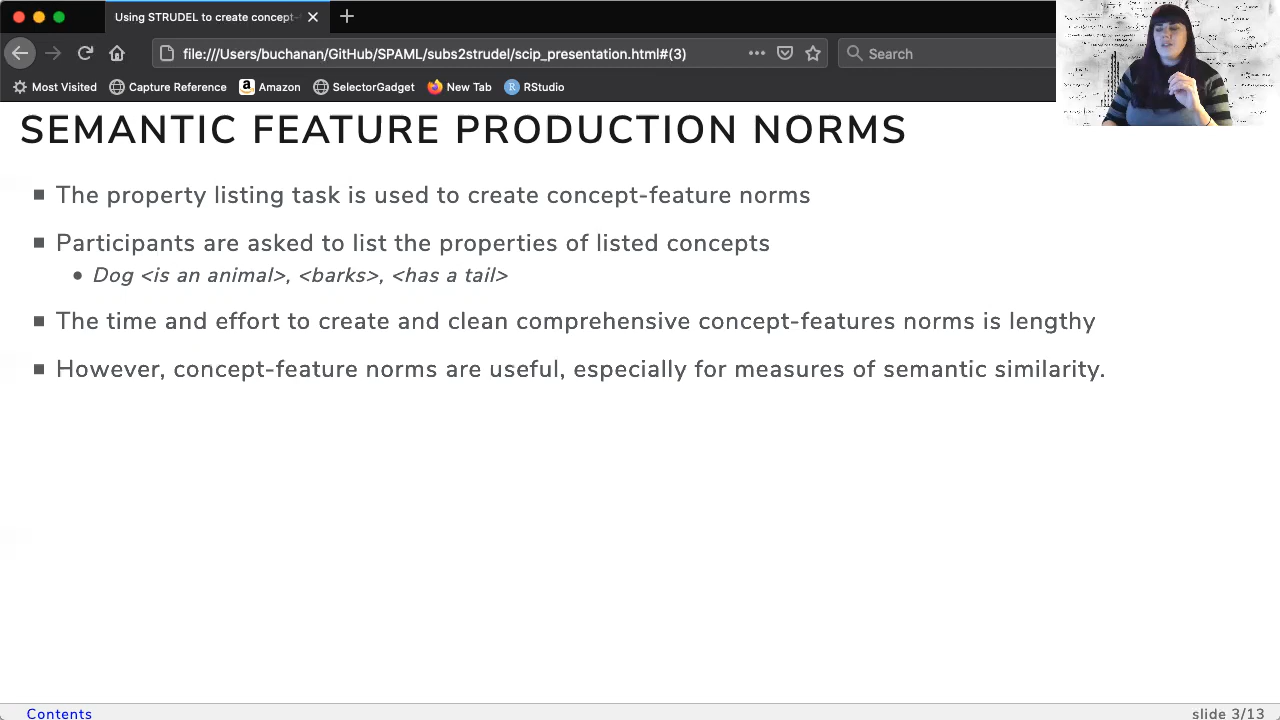 Using STRUDEL to create concept-
file:///Users/buchanan/GitHub/SPAML/subs2strudel/scip_presentation.html#(3)
Search
Most Visited
Capture Reference
Amazon
SelectorGadget
New Tab
RStudio
SEMANTIC FEATURE PRODUCTION NORMS
The property listing task is used to create concept-feature norms
Participants are asked to list the properties of listed concepts
Dog <is an animal>, <barks>, <has a tail>
The time and effort to create and clean comprehensive concept-features norms is lengthy
However, concept-feature norms are useful, especially for measures of semantic similarity.
Contents
slide 3/13